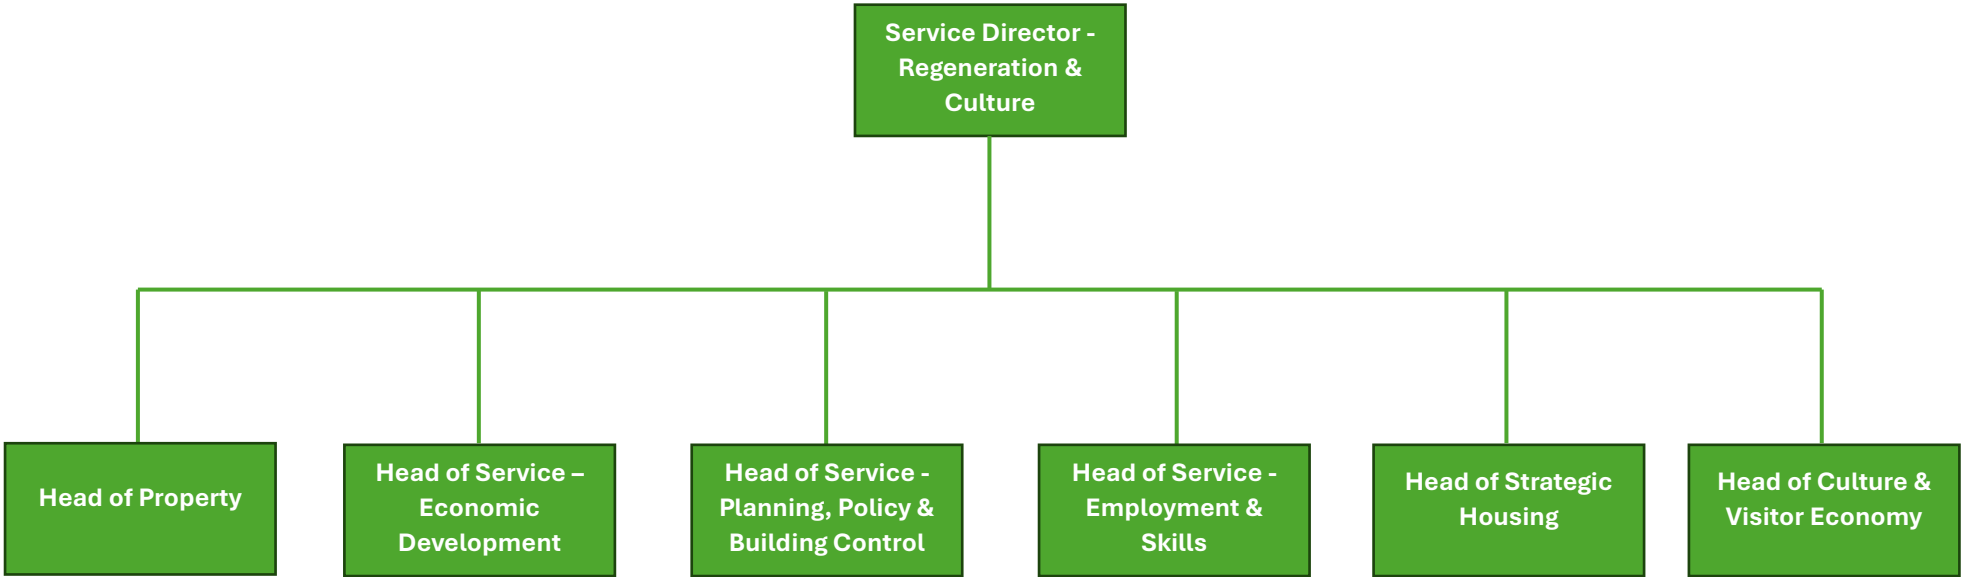 Service Director -
Regeneration &
Culture
Head of Property
Head of Service –
Economic
Development
Head of Service -
Planning, Policy &
Building Control
Head of Service -
Employment &
Skills
Head of Strategic
Housing
Head of Culture &
Visitor Economy